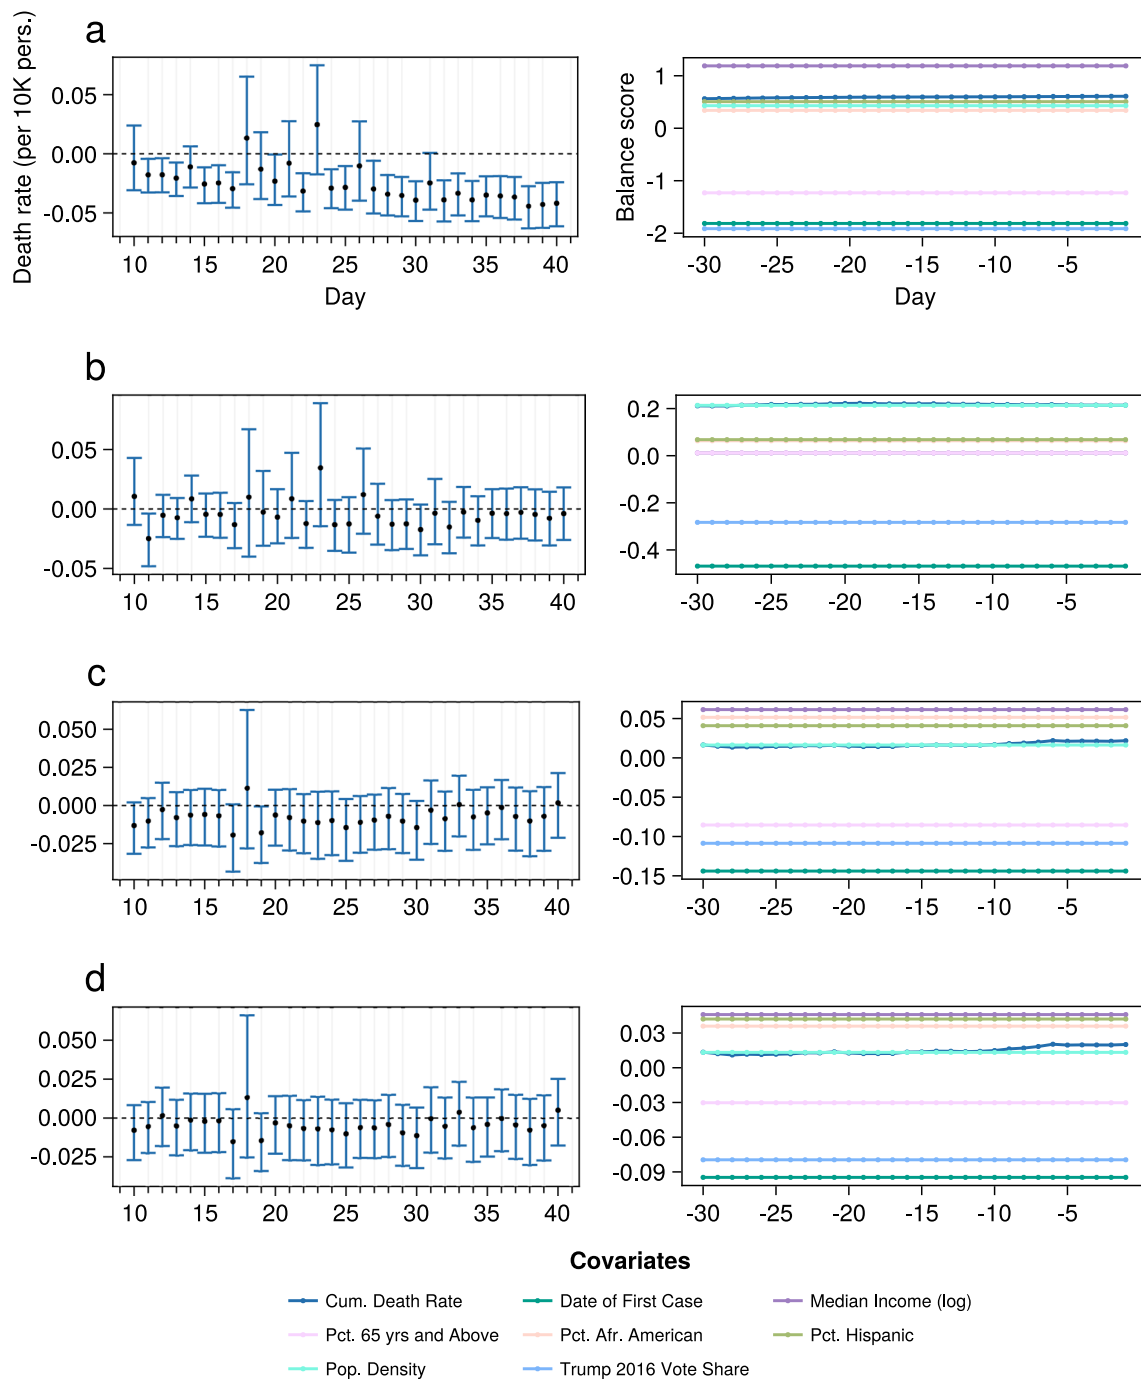 a
Death rate (per 10K pers.)
0.05
0.00
-0.05
10 15 20 25 30 35 40
Day
Balance score
1
0
-1
-2
-30 -25 -20 -15 -10 -5
Day
b
0.05
0.00
-0.05
10 15 20 25 30 35 40
0.2
0.0
-0.2
-0.4
-30 -25 -20 -15 -10 -5
c
0.050
0.025
0.000
-0.025
10 15 20 25 30 35 40
0.05
0.00
-0.05
-0.10
-0.15
-30 -25 -20 -15 -10 -5
d
0.050
0.025
0.000
-0.025
10 15 20 25 30 35 40
0.03
0.00
-0.03
-0.06
-0.09
-30 -25 -20 -15 -10 -5
Covariates
Cum. Death Rate Date of First Case Median Income (log)
Pct. 65 yrs and Above Pct. Afr. American Pct. Hispanic
Pop. Density Trump 2016 Vote Share